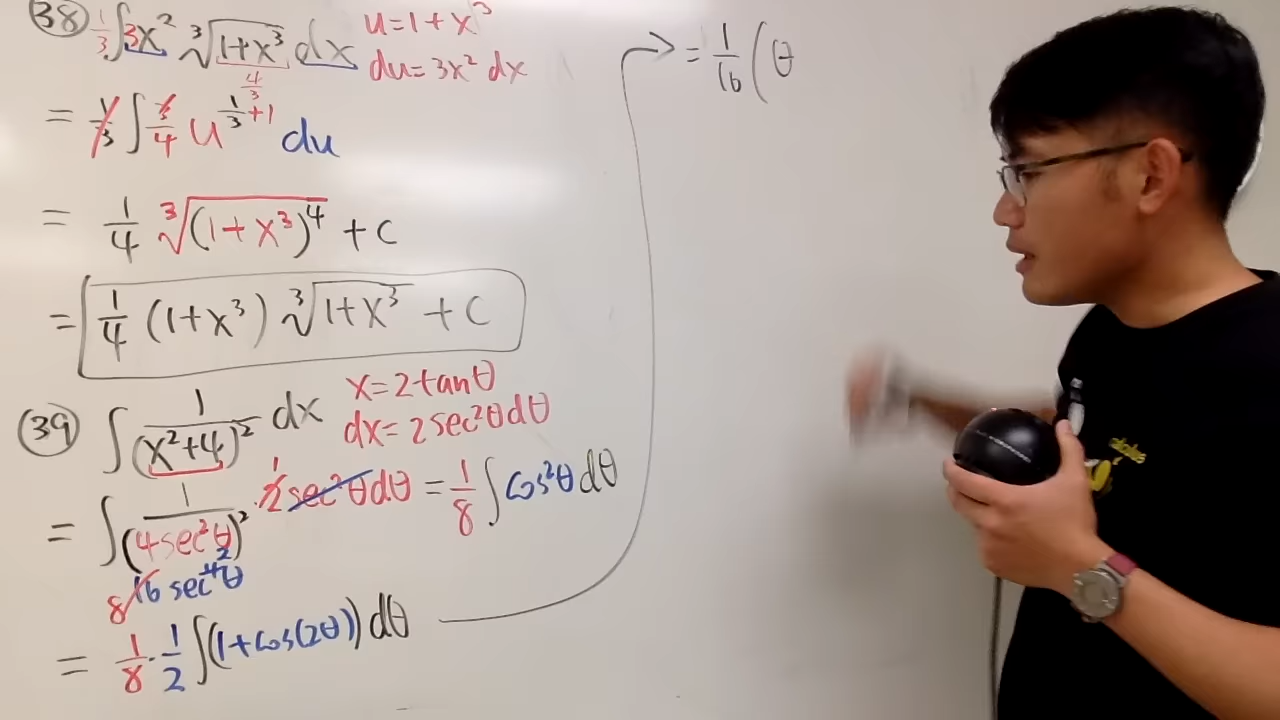 (38) 1/3 ∫ 3x² ∛(1+x³) dx u=1+x³
du=3x² dx
= 1/3 ∫ 3/4 u^(1/3+1) du
4/3
= 1/4 ∛((1+x³)⁴) + C
= 1/4 (1+x³) ∛(1+x³) + C
(39) ∫ 1/(x²+4)² dx x=2tanθ
dx=2sec²θdθ
= ∫ 1/(4sec²θ)² · 2sec²θdθ = 1/8 ∫ cos²θ dθ
1
8 16 sec⁴θ
2
= 1/8 · 1/2 ∫(1+cos(2θ)) dθ
= 1/16 (θ